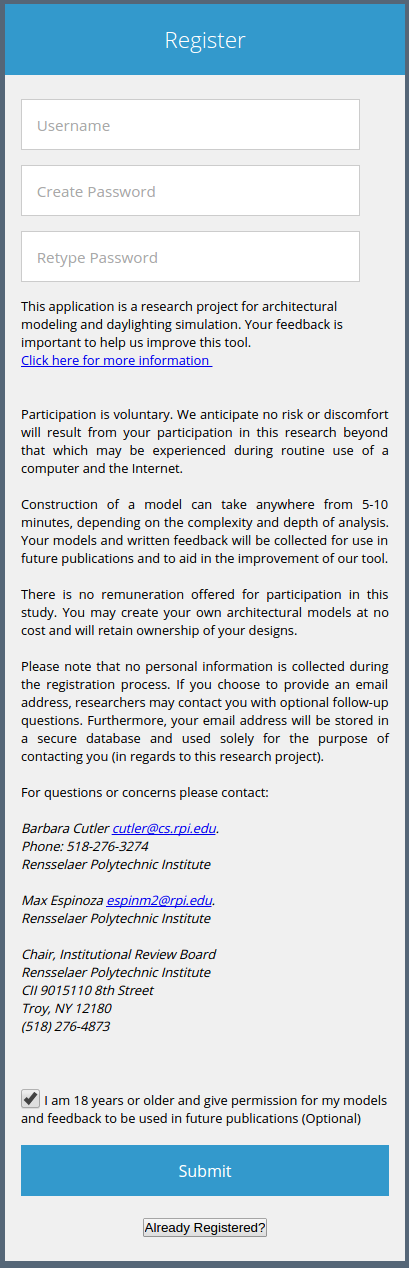 Register
Username
Create Password
Retype Password
This application is a research project for architectural
modeling and daylighting simulation. Your feedback is
important to help us improve this tool.
Click here for more information
Participation is voluntary. We anticipate no risk or discomfort
will result from your participation in this research beyond
that which may be experienced during routine use of a
computer and the Internet.
Construction of a model can take anywhere from 5-10
minutes, depending on the complexity and depth of analysis.
Your models and written feedback will be collected for use in
future publications and to aid in the improvement of our tool.
There is no remuneration offered for participation in this
study. You may create your own architectural models at no
cost and will retain ownership of your designs.
Please note that no personal information is collected during
the registration process. If you choose to provide an email
address, researchers may contact you with optional follow-up
questions. Furthermore, your email address will be stored in
a secure database and used solely for the purpose of
contacting you (in regards to this research project).
For questions or concerns please contact:
Barbara Cutler cutler@cs.rpi.edu.
Phone: 518-276-3274
Rensselaer Polytechnic Institute
Max Espinoza espinm2@rpi.edu.
Rensselaer Polytechnic Institute
Chair, Institutional Review Board
Rensselaer Polytechnic Institute
CII 9015110 8th Street
Troy, NY 12180
(518) 276-4873
I am 18 years or older and give permission for my models
and feedback to be used in future publications (Optional)
Submit
Already Registered?